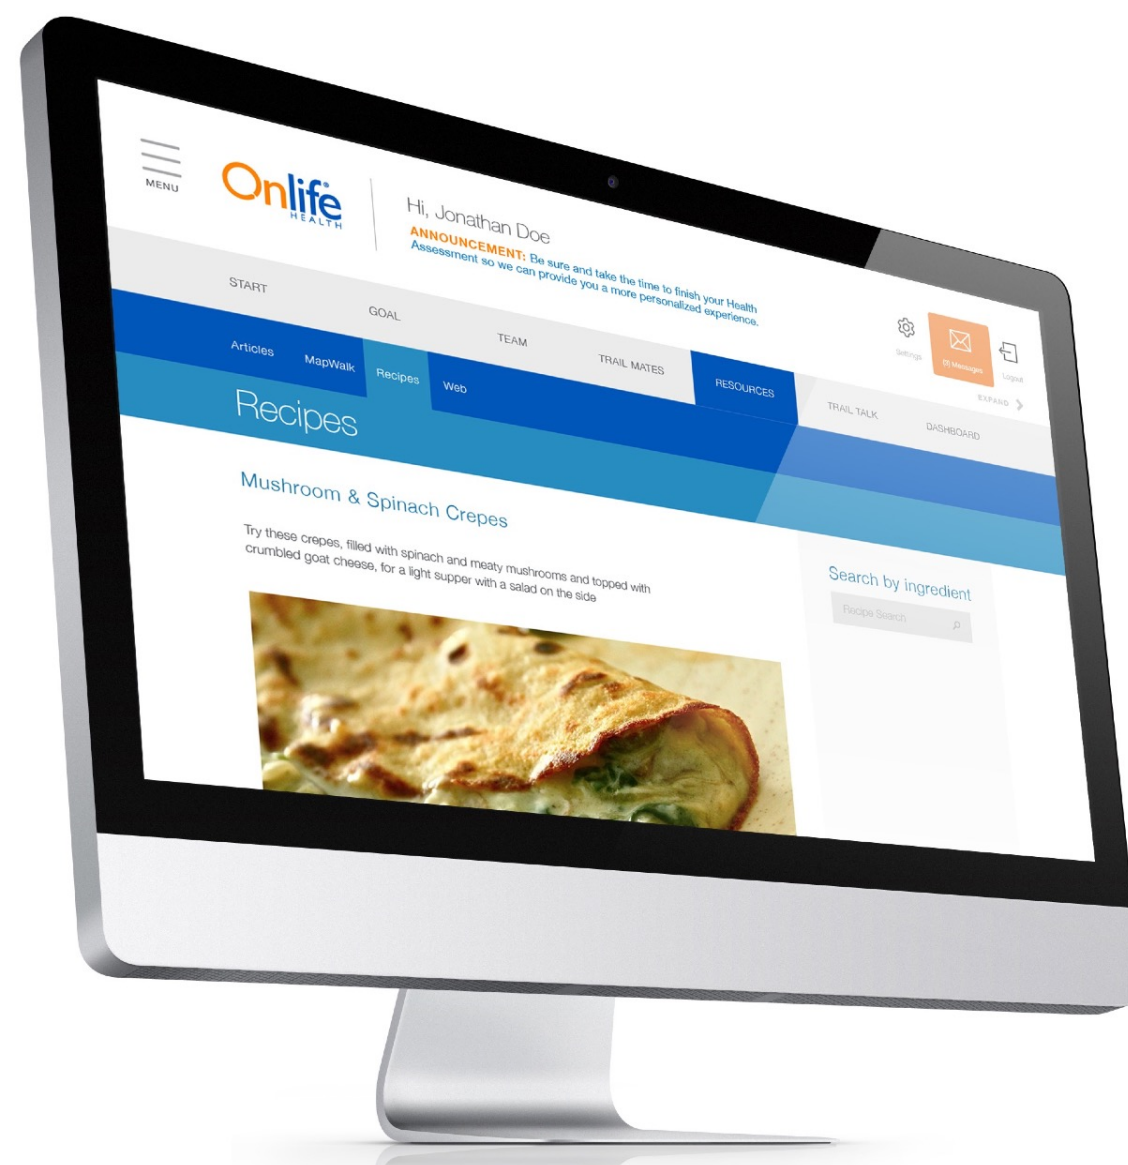 MENU
Onlife
HEALTH
Hi, Jonathan Doe
ANNOUNCEMENT: Be sure and take the time to finish your Health
Assessment so we can provide you a more personalized experience.
Settings
Messages
Logout
EXPAND
START
GOAL
TEAM
TRAIL MATES
RESOURCES
TRAIL TALK
DASHBOARD
Articles
MapWalk
Recipes
Web
Recipes
Mushroom & Spinach Crepes
Try these crepes, filled with spinach and meaty mushrooms and topped with
crumbled goat cheese, for a light supper with a salad on the side
Search by ingredient
Recipe Search